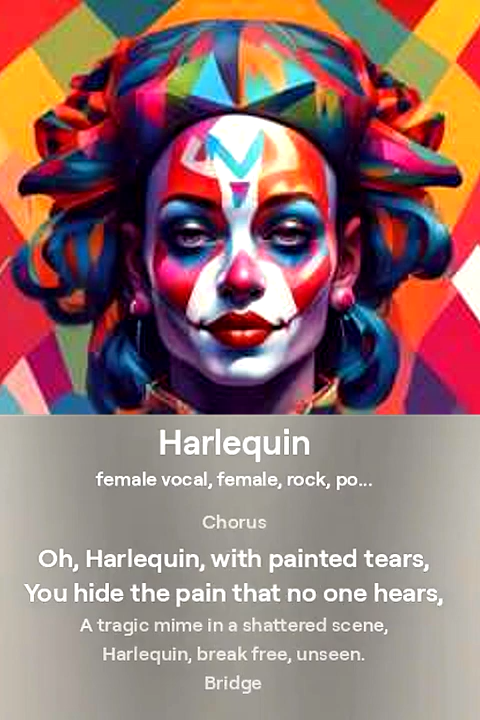 Harlequin
female vocal, female, rock, po...
Chorus
Oh, Harlequin, with painted tears,
You hide the pain that no one hears,
A tragic mime in a shattered scene,
Harlequin, break free, unseen.
Bridge